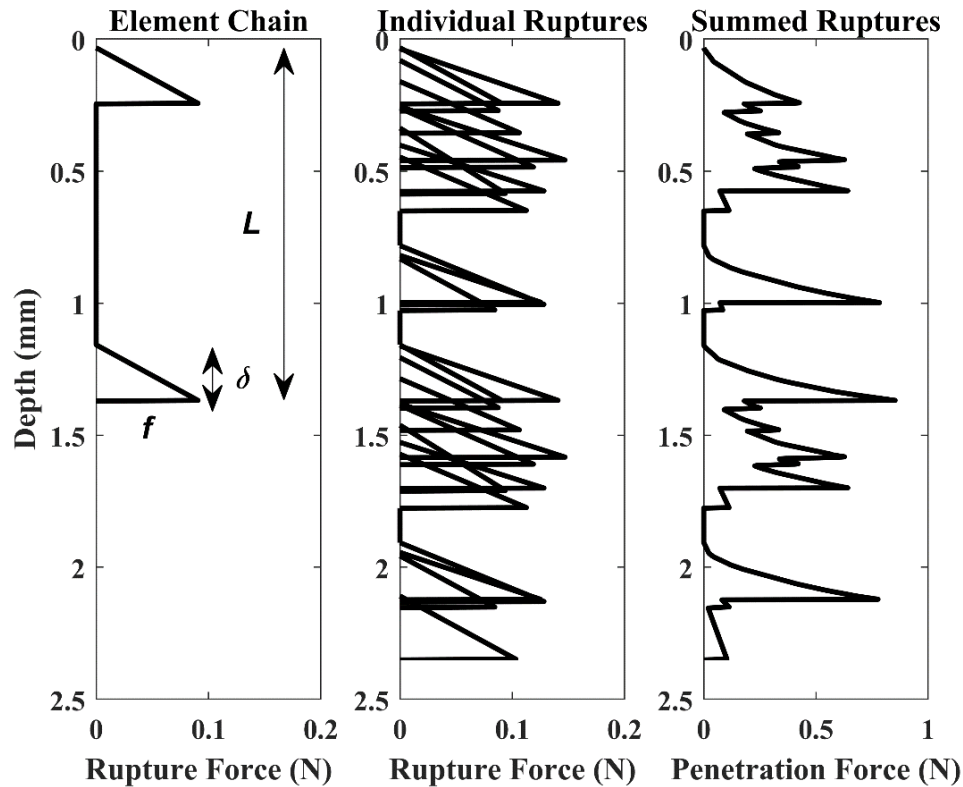 Element Chain
Individual Ruptures
Summed Ruptures
0
0.5
1
1.5
2
2.5
Depth (mm)
L
δ
f
0 0.1 0.2
0 0.1 0.2
0 0.5 1
Rupture Force (N)
Rupture Force (N)
Penetration Force (N)